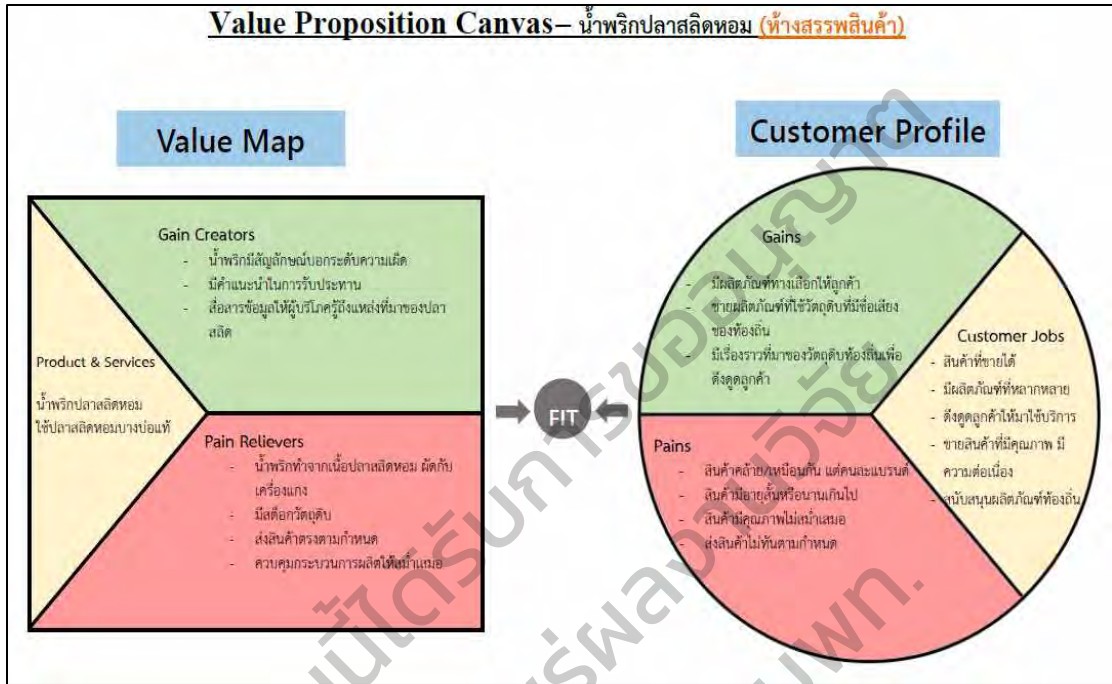 Value Proposition Canvas– น้ำพริกปลาสลิดหอม (ห้างสรรพสินค้า)
Value Map
Gain Creators
- น้ำพริกมีสัญลักษณ์บอกระดับความเผ็ด
- มีคำแนะนำในการรับประทาน
- สื่อสารข้อมูลให้ผู้บริโภครู้ถึงแหล่งที่มาของปลา
สลิด
Product & Services
น้ำพริกปลาสลิดหอม
ใช้ปลาสลิดหอมบางบ่อแท้
Pain Relievers
- น้ำพริกทำจากเนื้อปลาสลิดหอม ผัดกับ
เครื่องแกง
- มีสต็อกวัตถุดิบ
- ส่งสินค้าตรงตามกำหนด
- ควบคุมกระบวนการผลิตให้สม่ำเสมอ
FIT
Customer Profile
Gains
- มีผลิตภัณฑ์ทางเลือกให้ลูกค้า
- ขายผลิตภัณฑ์ที่ใช้วัตถุดิบที่มีชื่อเสียง
ของท้องถิ่น
- มีเรื่องราวที่มาของวัตถุดิบท้องถิ่นเพื่อ
ดึงดูดลูกค้า
Customer Jobs
- สินค้าที่ขายได้
- มีผลิตภัณฑ์ที่หลากหลาย
- ดึงดูดลูกค้าให้มาใช้บริการ
- ขายสินค้าที่มีคุณภาพ มี
ความต่อเนื่อง
- สนับสนุนผลิตภัณฑ์ท้องถิ่น
Pains
- สินค้าคล้าย/เหมือนกัน แต่คนละแบรนด์
- สินค้ามีอายุสั้นหรือนานเกินไป
- สินค้ามีคุณภาพไม่สม่ำเสมอ
- ส่งสินค้าไม่ทันตามกำหนด